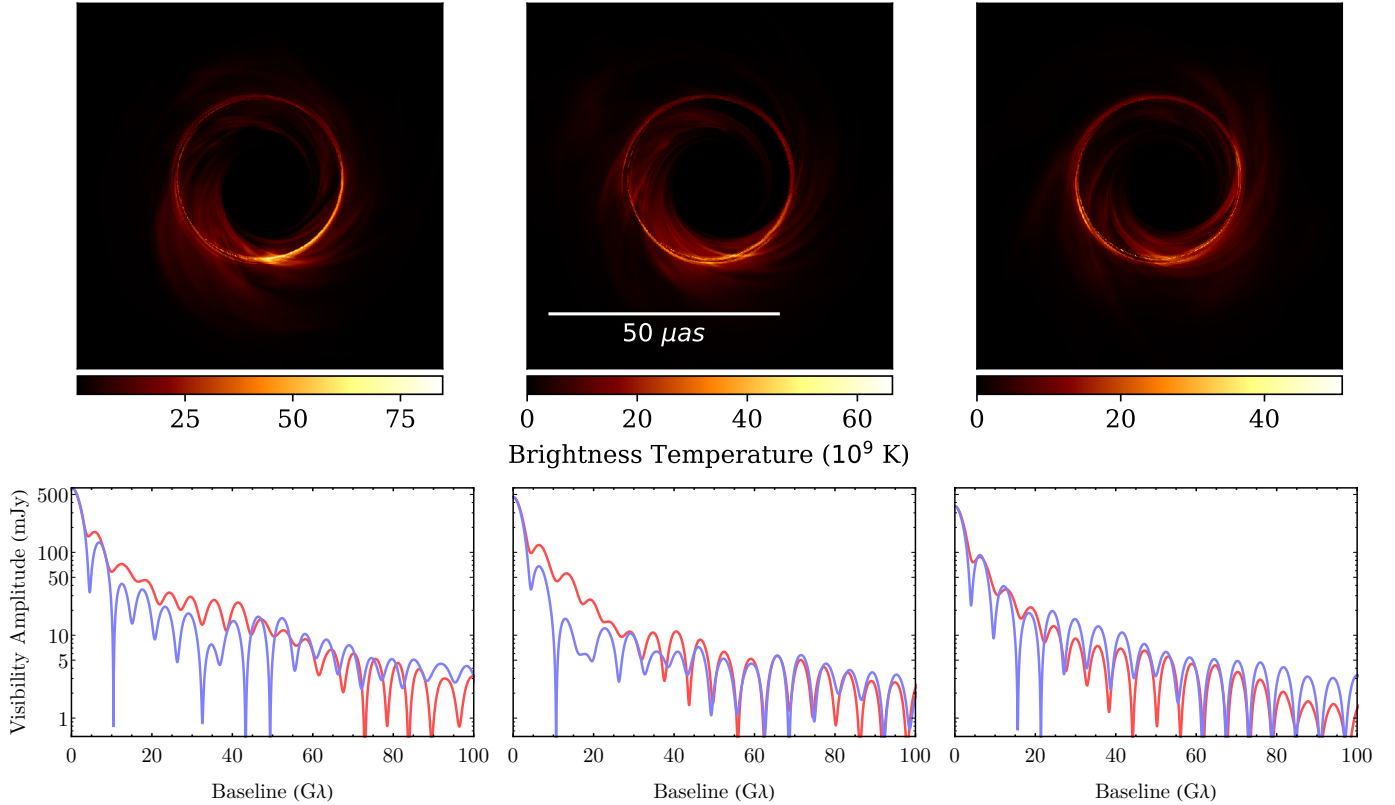 50 μas
25 50 75
0 20 40 60
0 20 40
Brightness Temperature (10⁹ K)
Visibility Amplitude (mJy)
500
100
50
10
5
1
0 20 40 60 80 100
0 20 40 60 80 100
0 20 40 60 80 100
Baseline (Gλ)
Baseline (Gλ)
Baseline (Gλ)